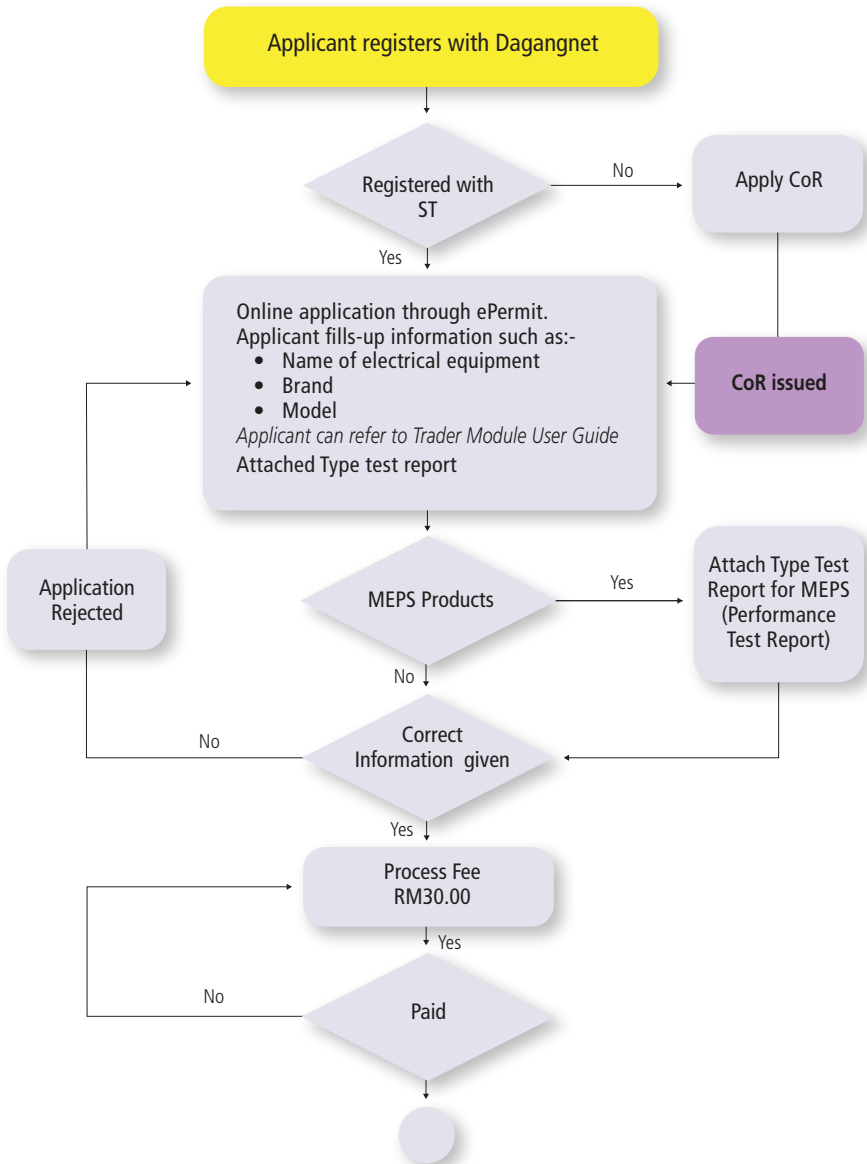 Applicant registers with Dagangnet
Registered with
ST
No
Apply CoR
Yes
Online application through ePermit.
Applicant fills-up information such as:-
• Name of electrical equipment
• Brand
• Model
Applicant can refer to Trader Module User Guide
Attached Type test report
CoR issued
Application
Rejected
MEPS Products
Yes
Attach Type Test
Report for MEPS
(Performance
Test Report)
No
Correct
Information given
No
Yes
Process Fee
RM30.00
Yes
No
Paid